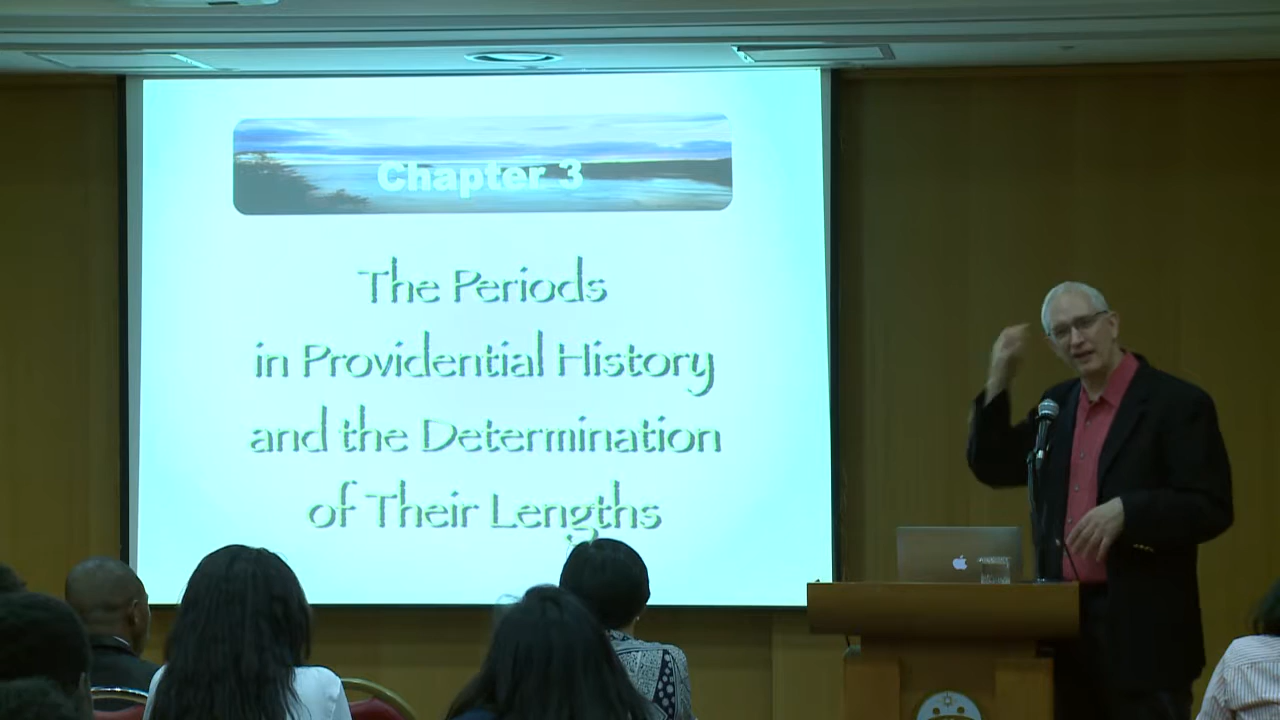 Chapter 3
The Periods
in Providential History
and the Determination
of Their Lengths